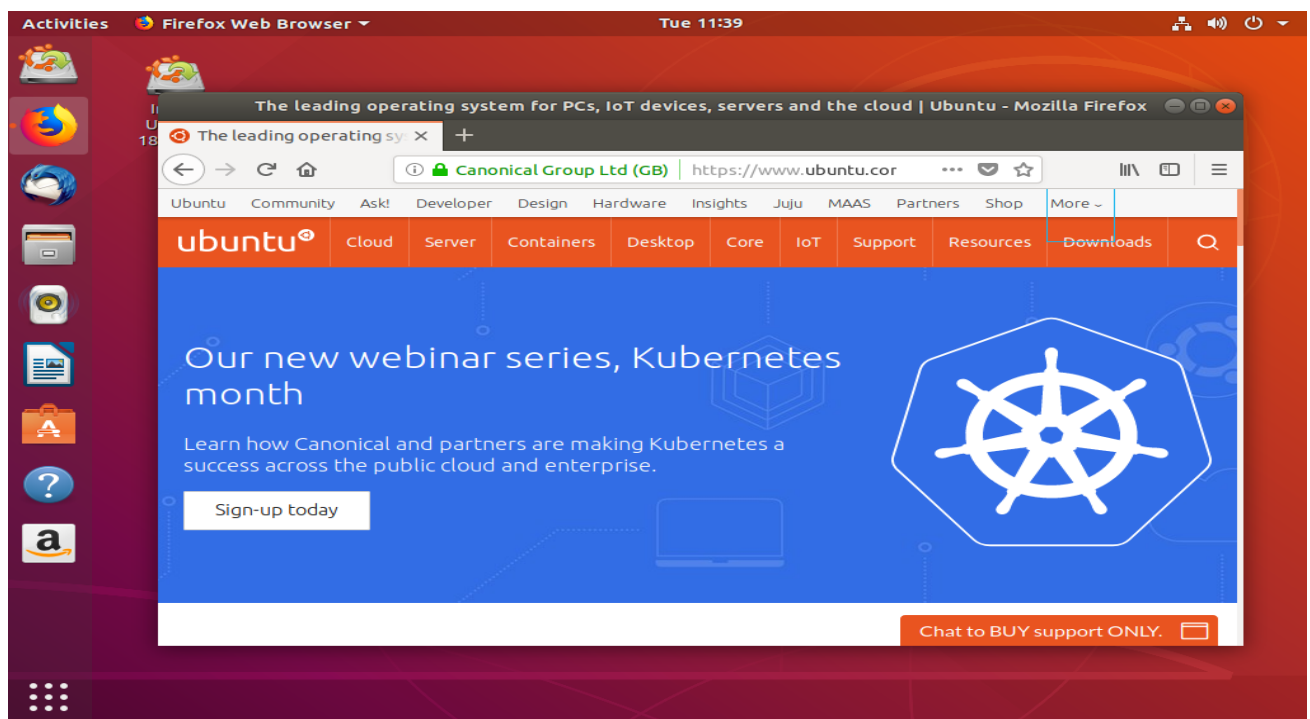 Activities Firefox Web Browser Tue 11:39
The leading operating system for PCs, IoT devices, servers and the cloud | Ubuntu - Mozilla Firefox
18 The leading operating sy
Canonical Group Ltd (GB) https://www.ubuntu.cor
Ubuntu Community Ask! Developer Design Hardware Insights Juju MAAS Partners Shop More
ubuntu Cloud Server Containers Desktop Core IoT Support Resources Downloads
Our new webinar series, Kubernetes
month
Learn how Canonical and partners are making Kubernetes a
success across the public cloud and enterprise.
Sign-up today
Chat to BUY support ONLY.